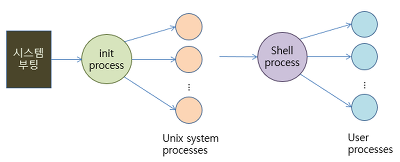 시스템
부팅
init
process
⋮
Unix system
processes
Shell
process
⋮
User
processes